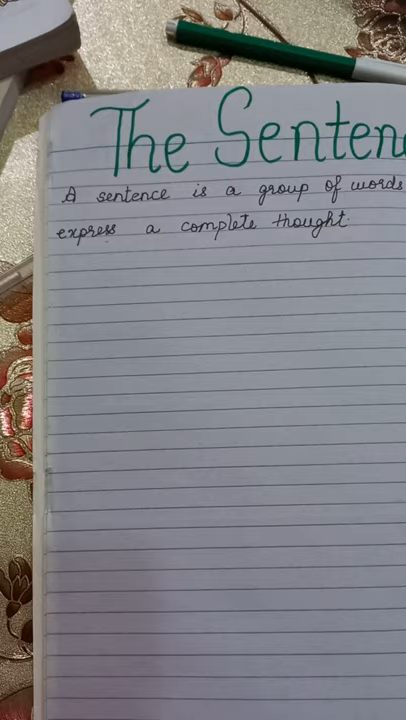 The Senten
A sentence is a group of words
express a complete thought.